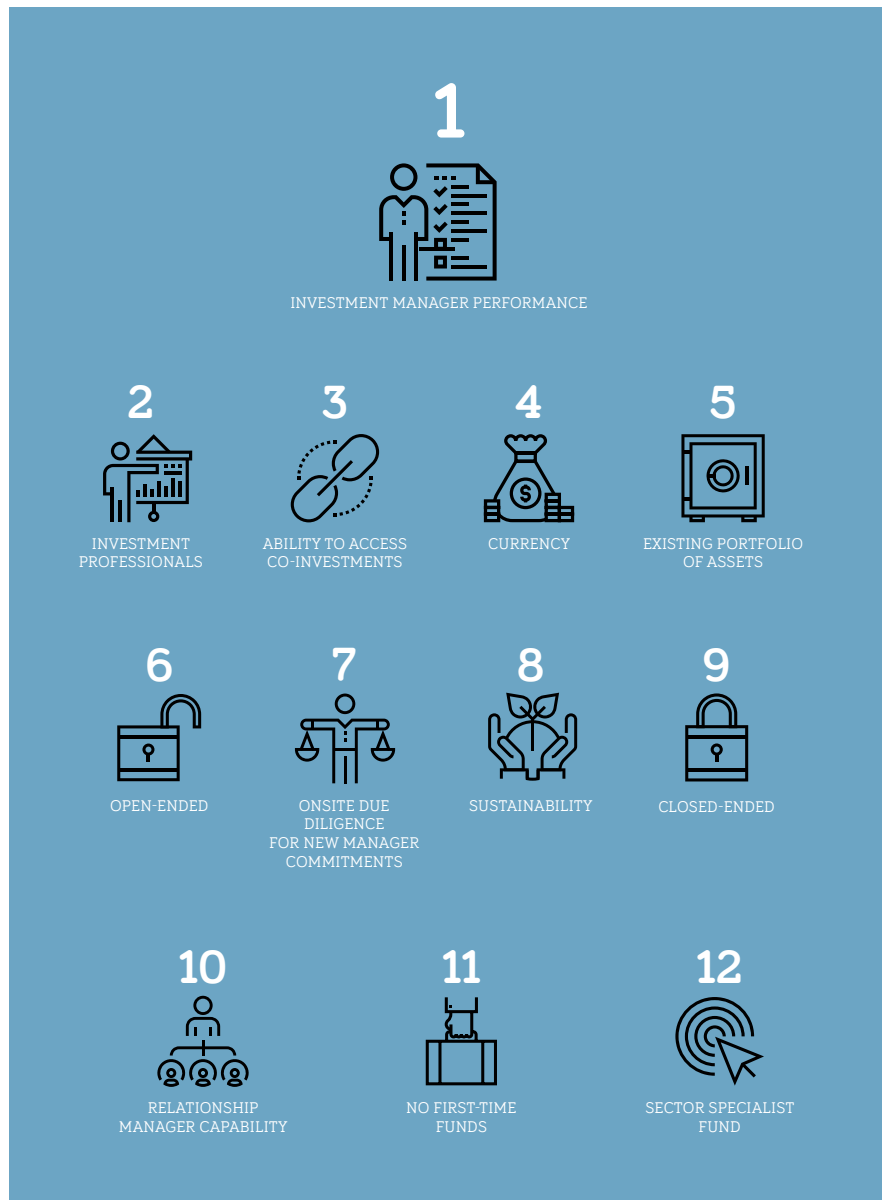 1
INVESTMENT MANAGER PERFORMANCE
2
INVESTMENT
PROFESSIONALS
3
ABILITY TO ACCESS
CO-INVESTMENTS
4
$
CURRENCY
5
EXISTING PORTFOLIO
OF ASSETS
6
OPEN-ENDED
7
ONSITE DUE
DILIGENCE
FOR NEW MANAGER
COMMITMENTS
8
SUSTAINABILITY
9
CLOSED-ENDED
10
RELATIONSHIP
MANAGER CAPABILITY
11
NO FIRST-TIME
FUNDS
12
SECTOR SPECIALIST
FUND